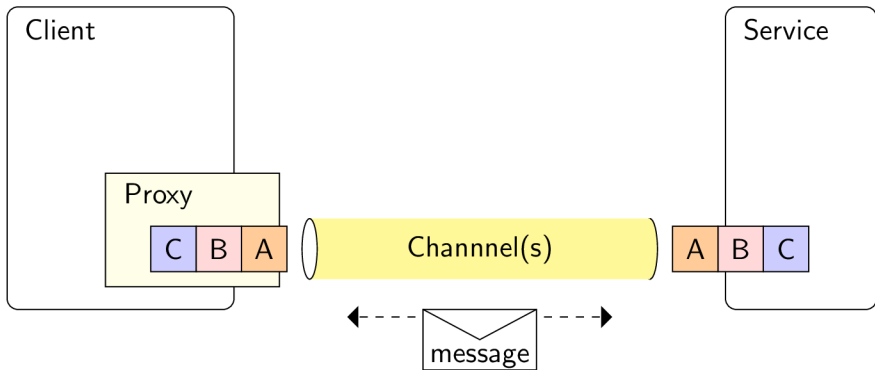 Client
Service
Proxy
C B A
Channnel(s)
A B C
message